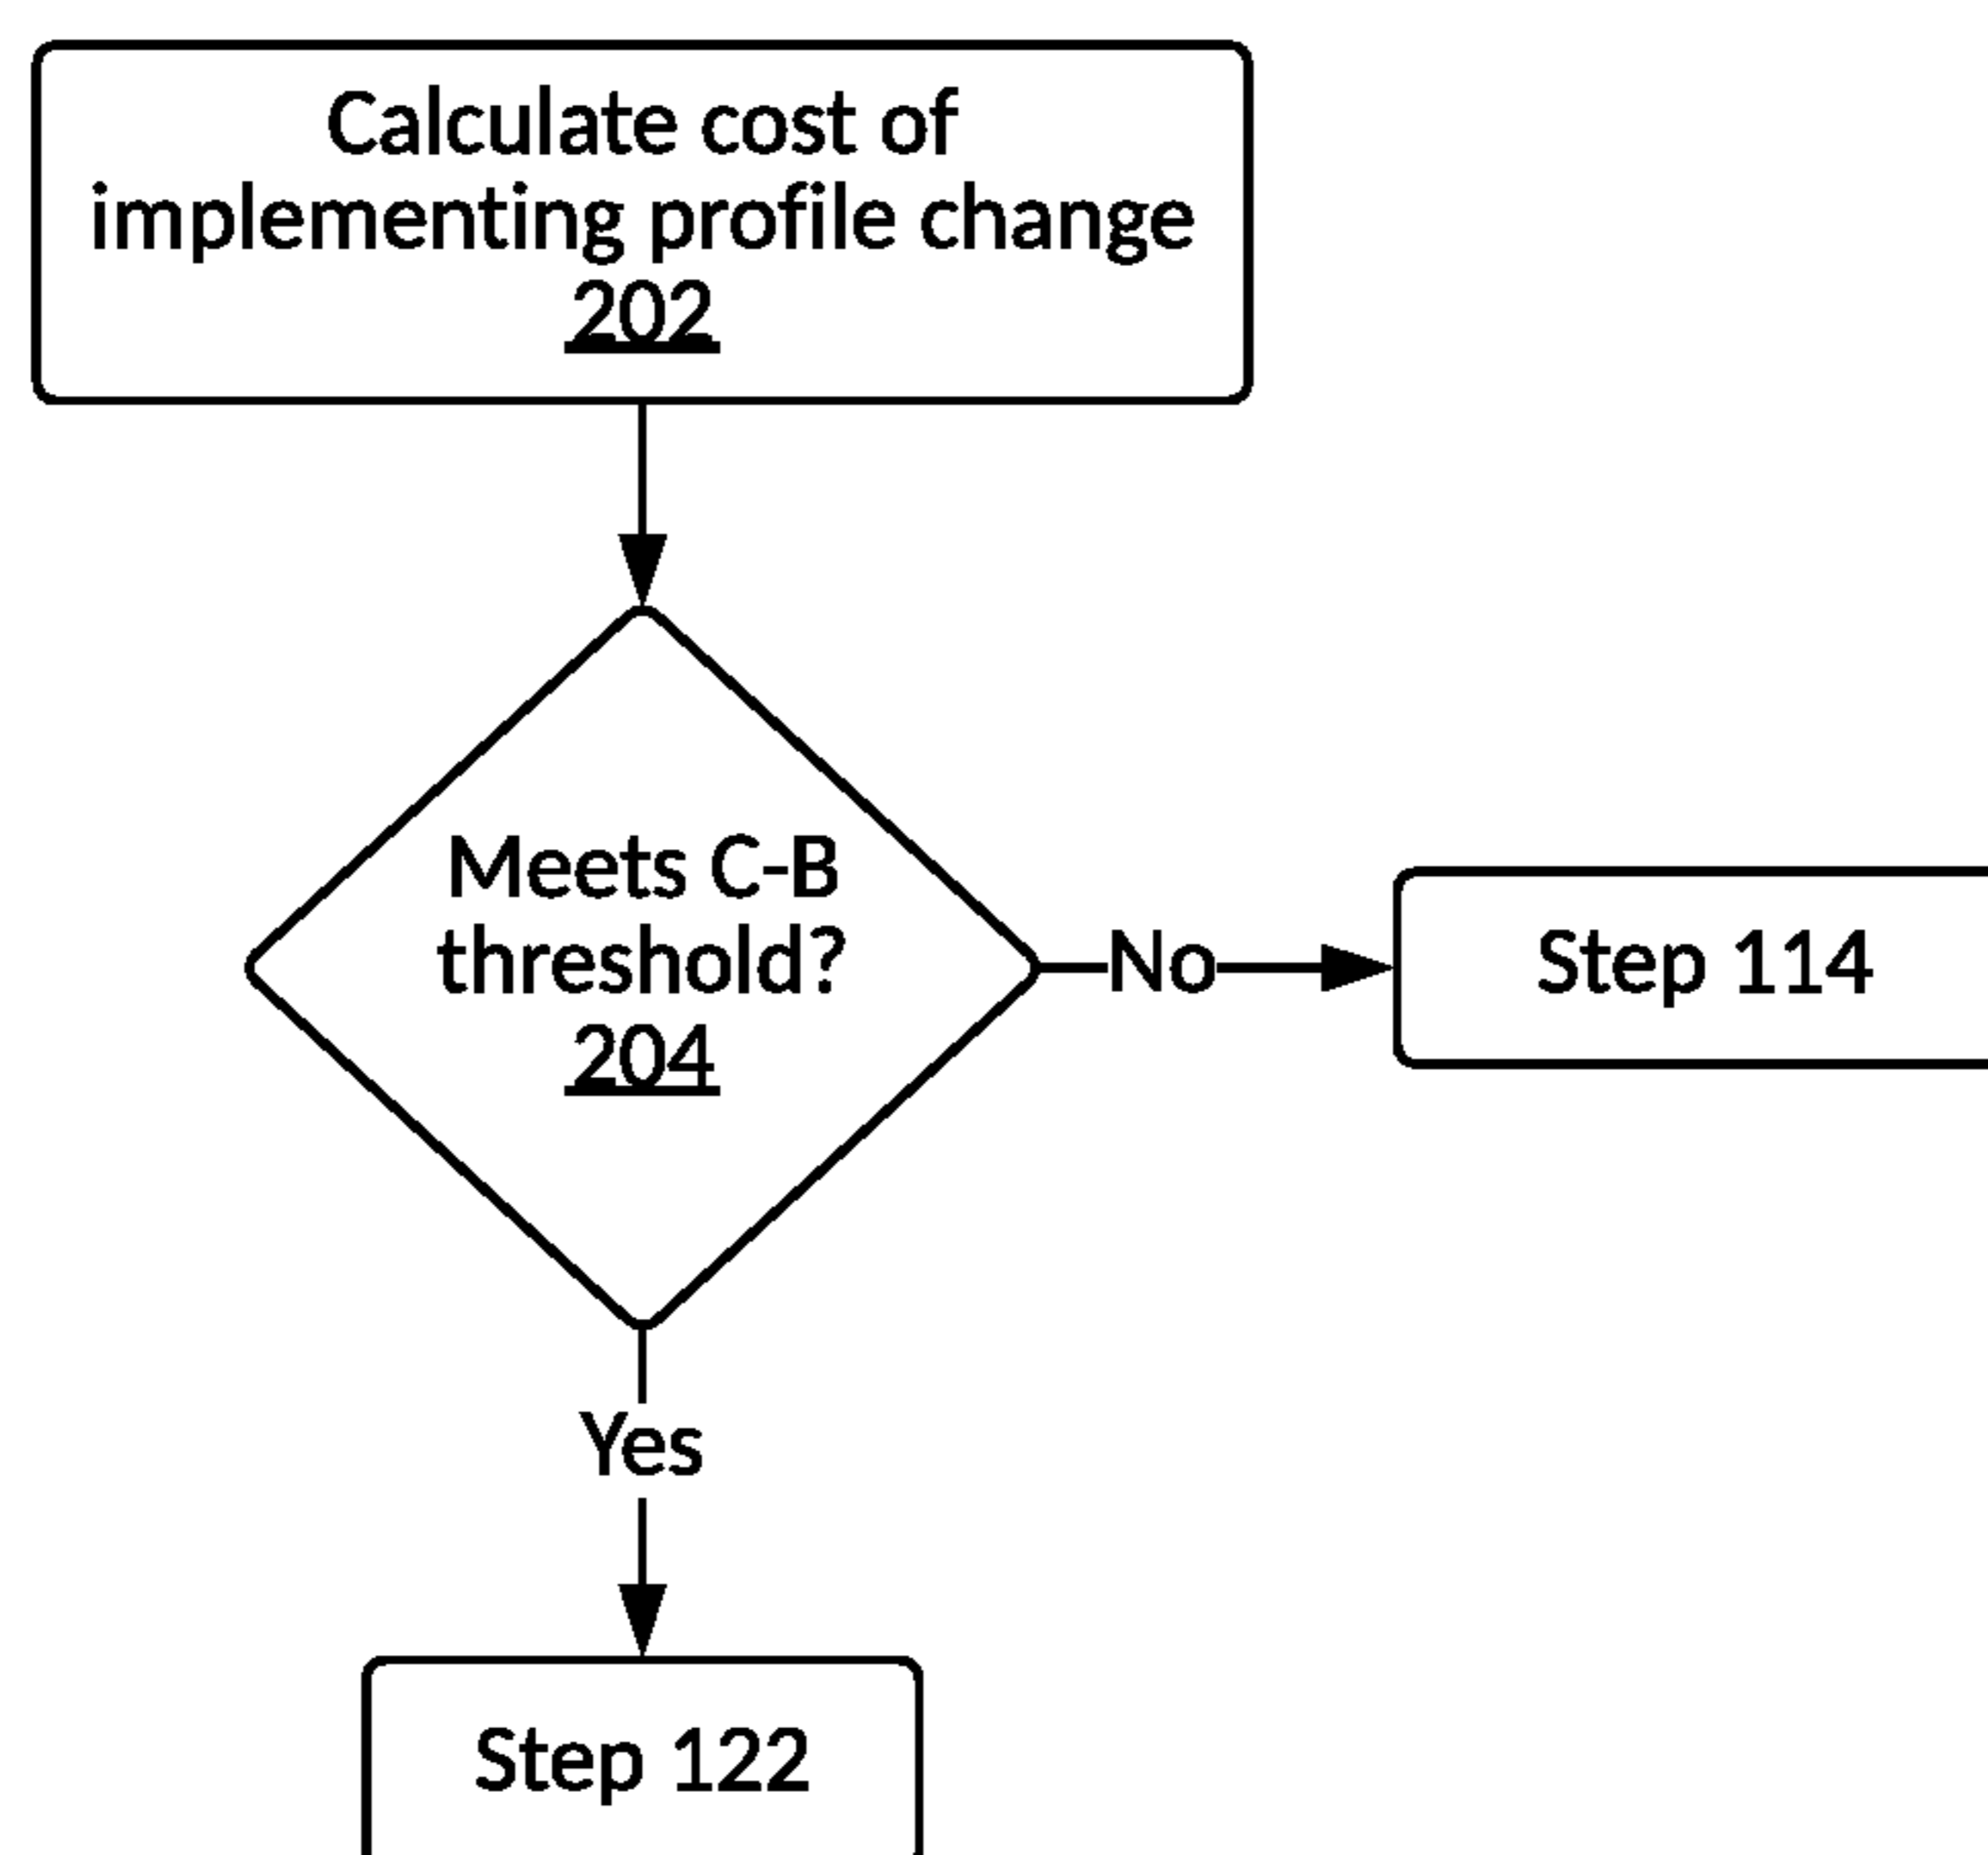 Calculate cost of
implementing profile change
202
Meets C-B
threshold?
204
No
Step 114
Yes
Step 122